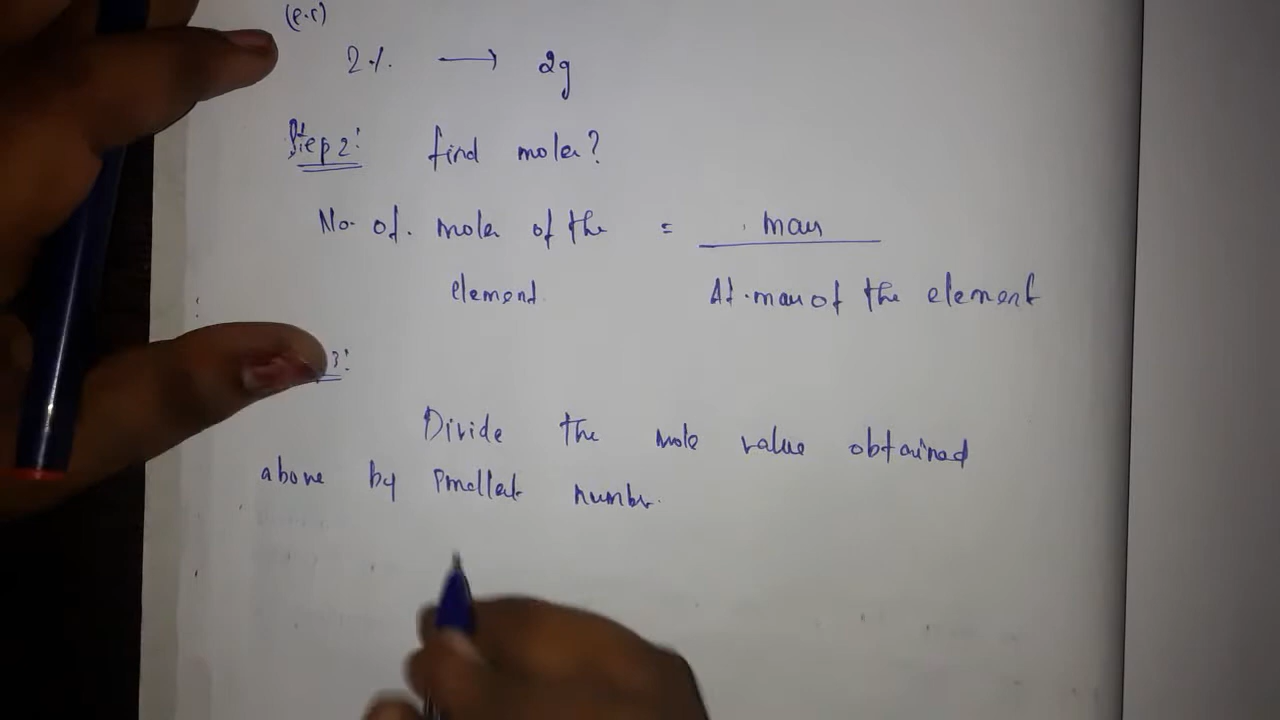 2% → 2g
Step 2: find moles?
No. of. moles of the = mass
element. At. mass of the element
3:
Divide the mole value obtained
above by smallest number.